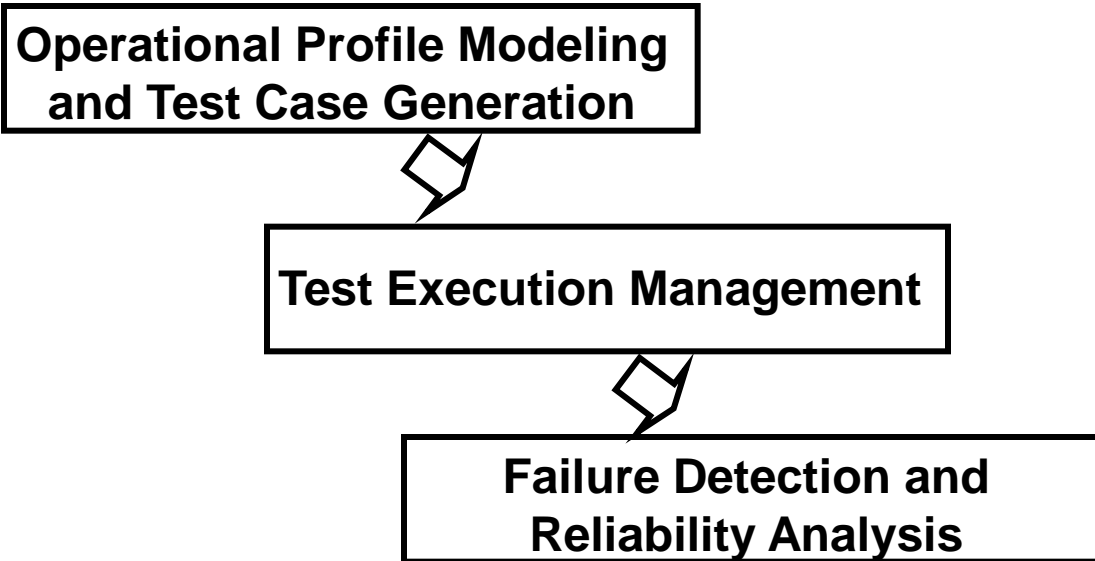 Operational Profile Modeling
and Test Case Generation
Test Execution Management
Failure Detection and
Reliability Analysis